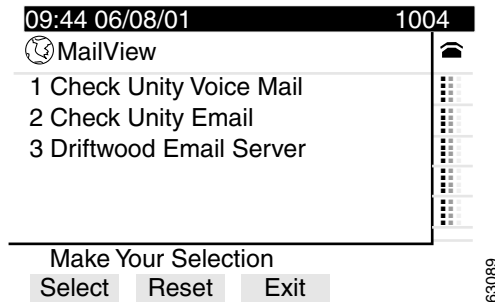 09:44 06/08/01 1004
MailView
1 Check Unity Voice Mail
2 Check Unity Email
3 Driftwood Email Server
Make Your Selection
Select Reset Exit
63089